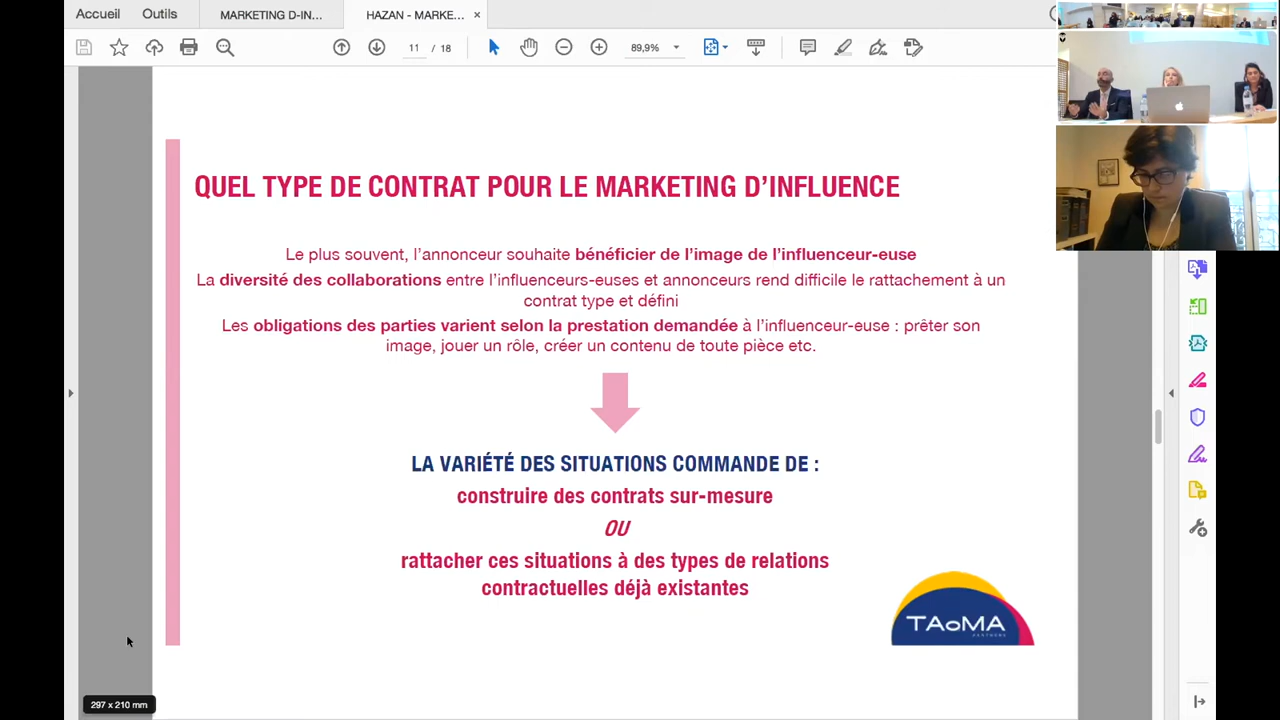 Accueil Outils MARKETING D-IN... HAZAN - MARKE... ×
11 / 18 89,9%
QUEL TYPE DE CONTRAT POUR LE MARKETING D’INFLUENCE
Le plus souvent, l’annonceur souhaite bénéficier de l’image de l’influenceur-euse
La diversité des collaborations entre l’influenceurs-euses et annonceurs rend difficile le rattachement à un
contrat type et défini
Les obligations des parties varient selon la prestation demandée à l’influenceur-euse : prêter son
image, jouer un rôle, créer un contenu de toute pièce etc.
LA VARIÉTÉ DES SITUATIONS COMMANDE DE :
construire des contrats sur-mesure
OU
rattacher ces situations à des types de relations
contractuelles déjà existantes
TAoMA
PARTNERS
297 x 210 mm